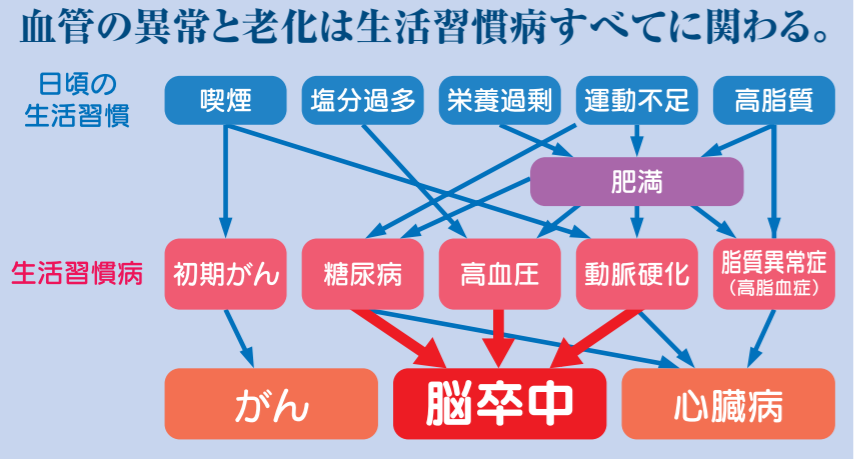 血管の異常と老化は生活習慣病すべてに関わる。
日頃の
生活習慣
喫煙
塩分過多
栄養過剰
運動不足
高脂質
肥満
生活習慣病
初期がん
糖尿病
高血圧
動脈硬化
脂質異常症
（高脂血症）
がん
脳卒中
心臓病